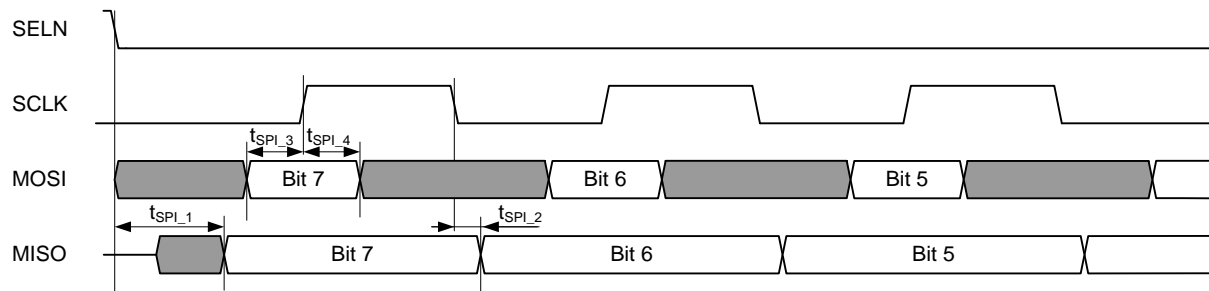 SELN
SCLK
tSPI_3 tSPI_4
MOSI Bit 7 Bit 6 Bit 5
tSPI_1 tSPI_2
MISO Bit 7 Bit 6 Bit 5